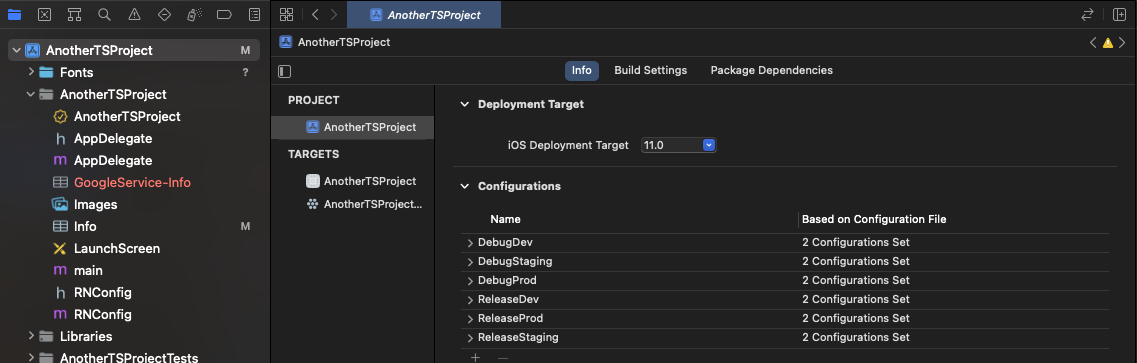 AnotherTSProject M
Fonts ?
AnotherTSProject
AnotherTSProject
h AppDelegate
m AppDelegate
GoogleService-Info
Images
Info M
LaunchScreen
m main
h RNConfig
m RNConfig
Libraries
AnotherTSProjectTests
AnotherTSProject
AnotherTSProject
Info Build Settings Package Dependencies
PROJECT
AnotherTSProject
TARGETS
AnotherTSProject
AnotherTSProject...
Deployment Target
iOS Deployment Target 11.0
Configurations
Name Based on Configuration File
DebugDev 2 Configurations Set
DebugStaging 2 Configurations Set
DebugProd 2 Configurations Set
ReleaseDev 2 Configurations Set
ReleaseProd 2 Configurations Set
ReleaseStaging 2 Configurations Set